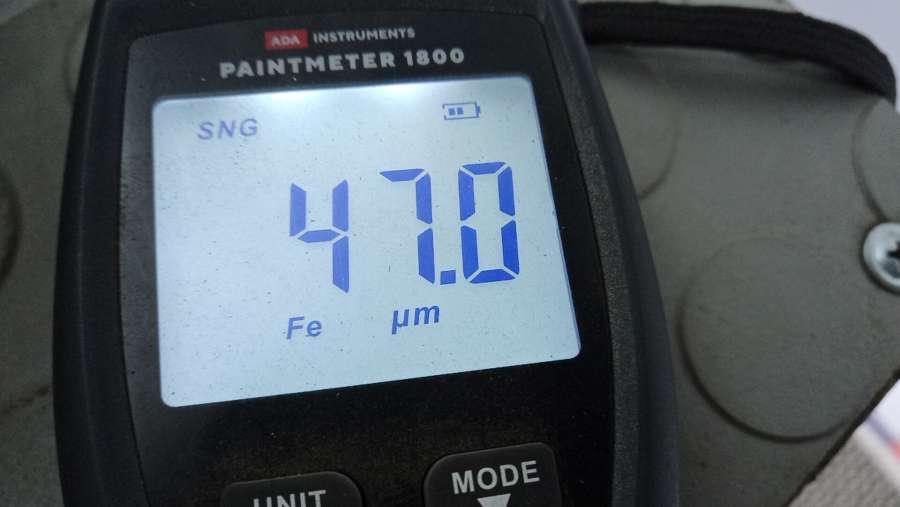 ADA INSTRUMENTS
PAINTMETER 1800
SNG
47.0
Fe µm
UNIT MODE